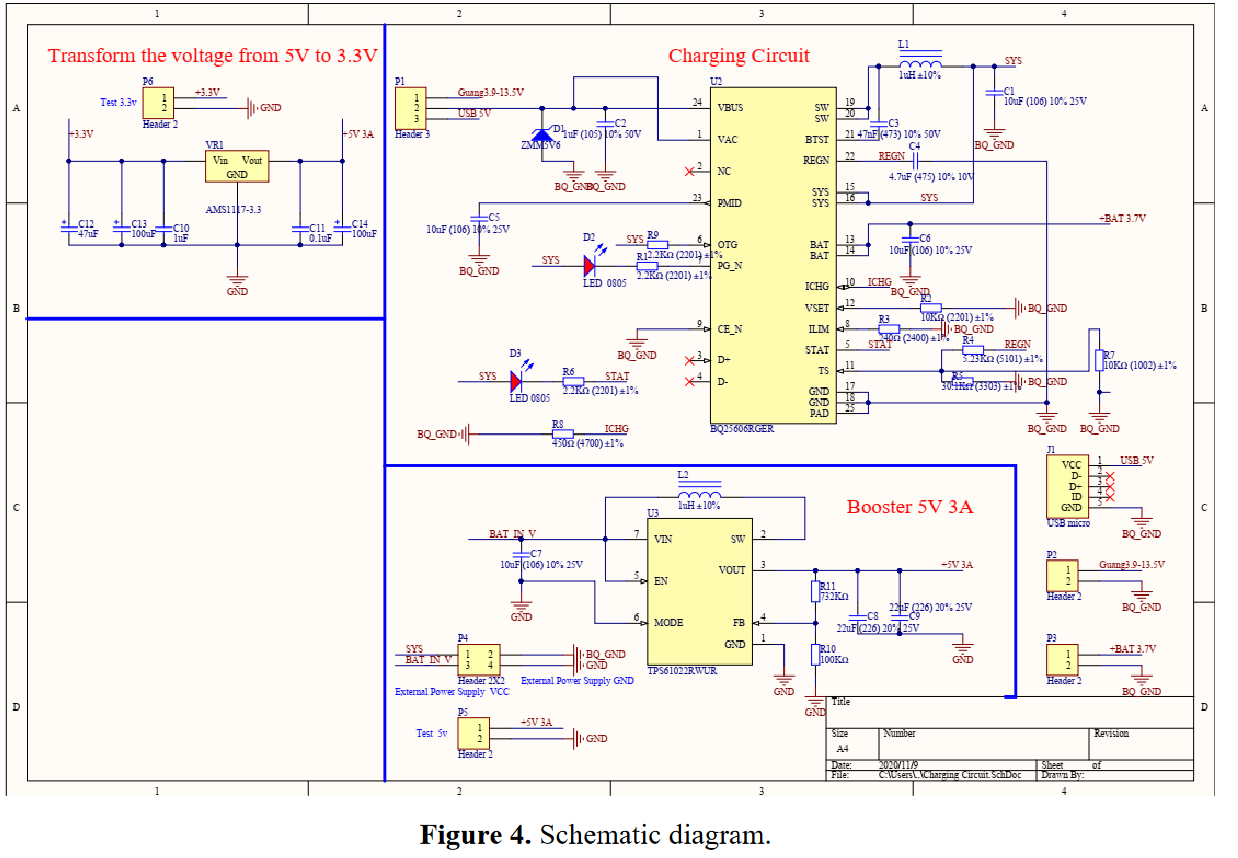 1 2 3 4
Transform the voltage from 5V to 3.3V
P6
Test 3.3v
1
2
Header 2
+3.3V
GND
+3.3V
+5V 3A
VR1
Vin Vout
GND
AMS1117-3.3
C12
47uF
C13
100uF
C10
1uF
C11
0.1uF
C14
100uF
GND
Charging Circuit
P1
1
2
3
Header 3
Guang3.9-13.5V
USB 5V
D1
ZMM5V6
C2
1uF (105) 10% 50V
BQ_GND
BQ_GND
C5
10uF (106) 10% 25V
BQ_GND
D2
SYS
LED 0805
SYS
R9
2.2KΩ (2201) ±1%
R1
2.2KΩ (2201) ±1%
BQ_GND
D3
SYS
LED 0805
R6
2.2KΩ (2201) ±1%
STAT
BQ_GND
R8
450Ω (4700) ±1%
ICHG
U2
24 VBUS
1 VAC
2 NC
23 PMID
6 OTG
7 PG_N
9 CE_N
3 D+
4 D-
SW 19
SW 20
BTST 21
REGN 22
SYS 15
SYS 16
BAT 13
BAT 14
ICHG 10
VSET 12
ILIM 8
STAT 5
TS 11
GND 17
GND 18
PAD 25
BQ25606RGER
L1
1uH ±10%
SYS
C1
10uF (106) 10% 25V
BQ_GND
C3
47nF (473) 10% 50V
REGN
C4
4.7uF (475) 10% 10V
SYS
+BAT 3.7V
C6
10uF (106) 10% 25V
BQ_GND
ICHG
R2
10KΩ (2201) ±1%
BQ_GND
R3
240Ω (2400) ±1%
BQ_GND
STAT
R4
5.23KΩ (5101) ±1%
REGN
R5
30.1KΩ (3303) ±1%
BQ_GND
R7
10KΩ (1002) ±1%
BQ_GND
BQ_GND
J1
VCC 1
D- 2
D+ 3
ID 4
GND 5
USB micro
USB 5V
BQ_GND
P2
1
2
Header 2
Guang3.9-13.5V
BQ_GND
P3
1
2
Header 2
+BAT 3.7V
BQ_GND
Booster 5V 3A
L2
1uH ±10%
U3
7 VIN
5 EN
6 MODE
SW 2
VOUT 3
FB 4
GND 1
TPS61022RWUR
BAT_IN_V
C7
10uF (106) 10% 25V
GND
GND
R11
732KΩ
R10
100KΩ
GND
+5V 3A
C8
22uF (226) 20% 25V
C9
22uF (226) 20% 25V
GND
P4
SYS
BAT_IN_V
1 2
3 4
Header 2X2
BQ_GND
GND
External Power Supply VCC
External Power Supply GND
P5
Test 5v
1
2
Header 2
+5V 3A
GND
Title
Size
A4
Number
Revision
Date: 2020/11/9
Sheet of
File: C:\Users\..\Charging Circuit.SchDoc
Drawn By:
A A
B B
C C
D D
1 2 3 4
Figure 4. Schematic diagram.